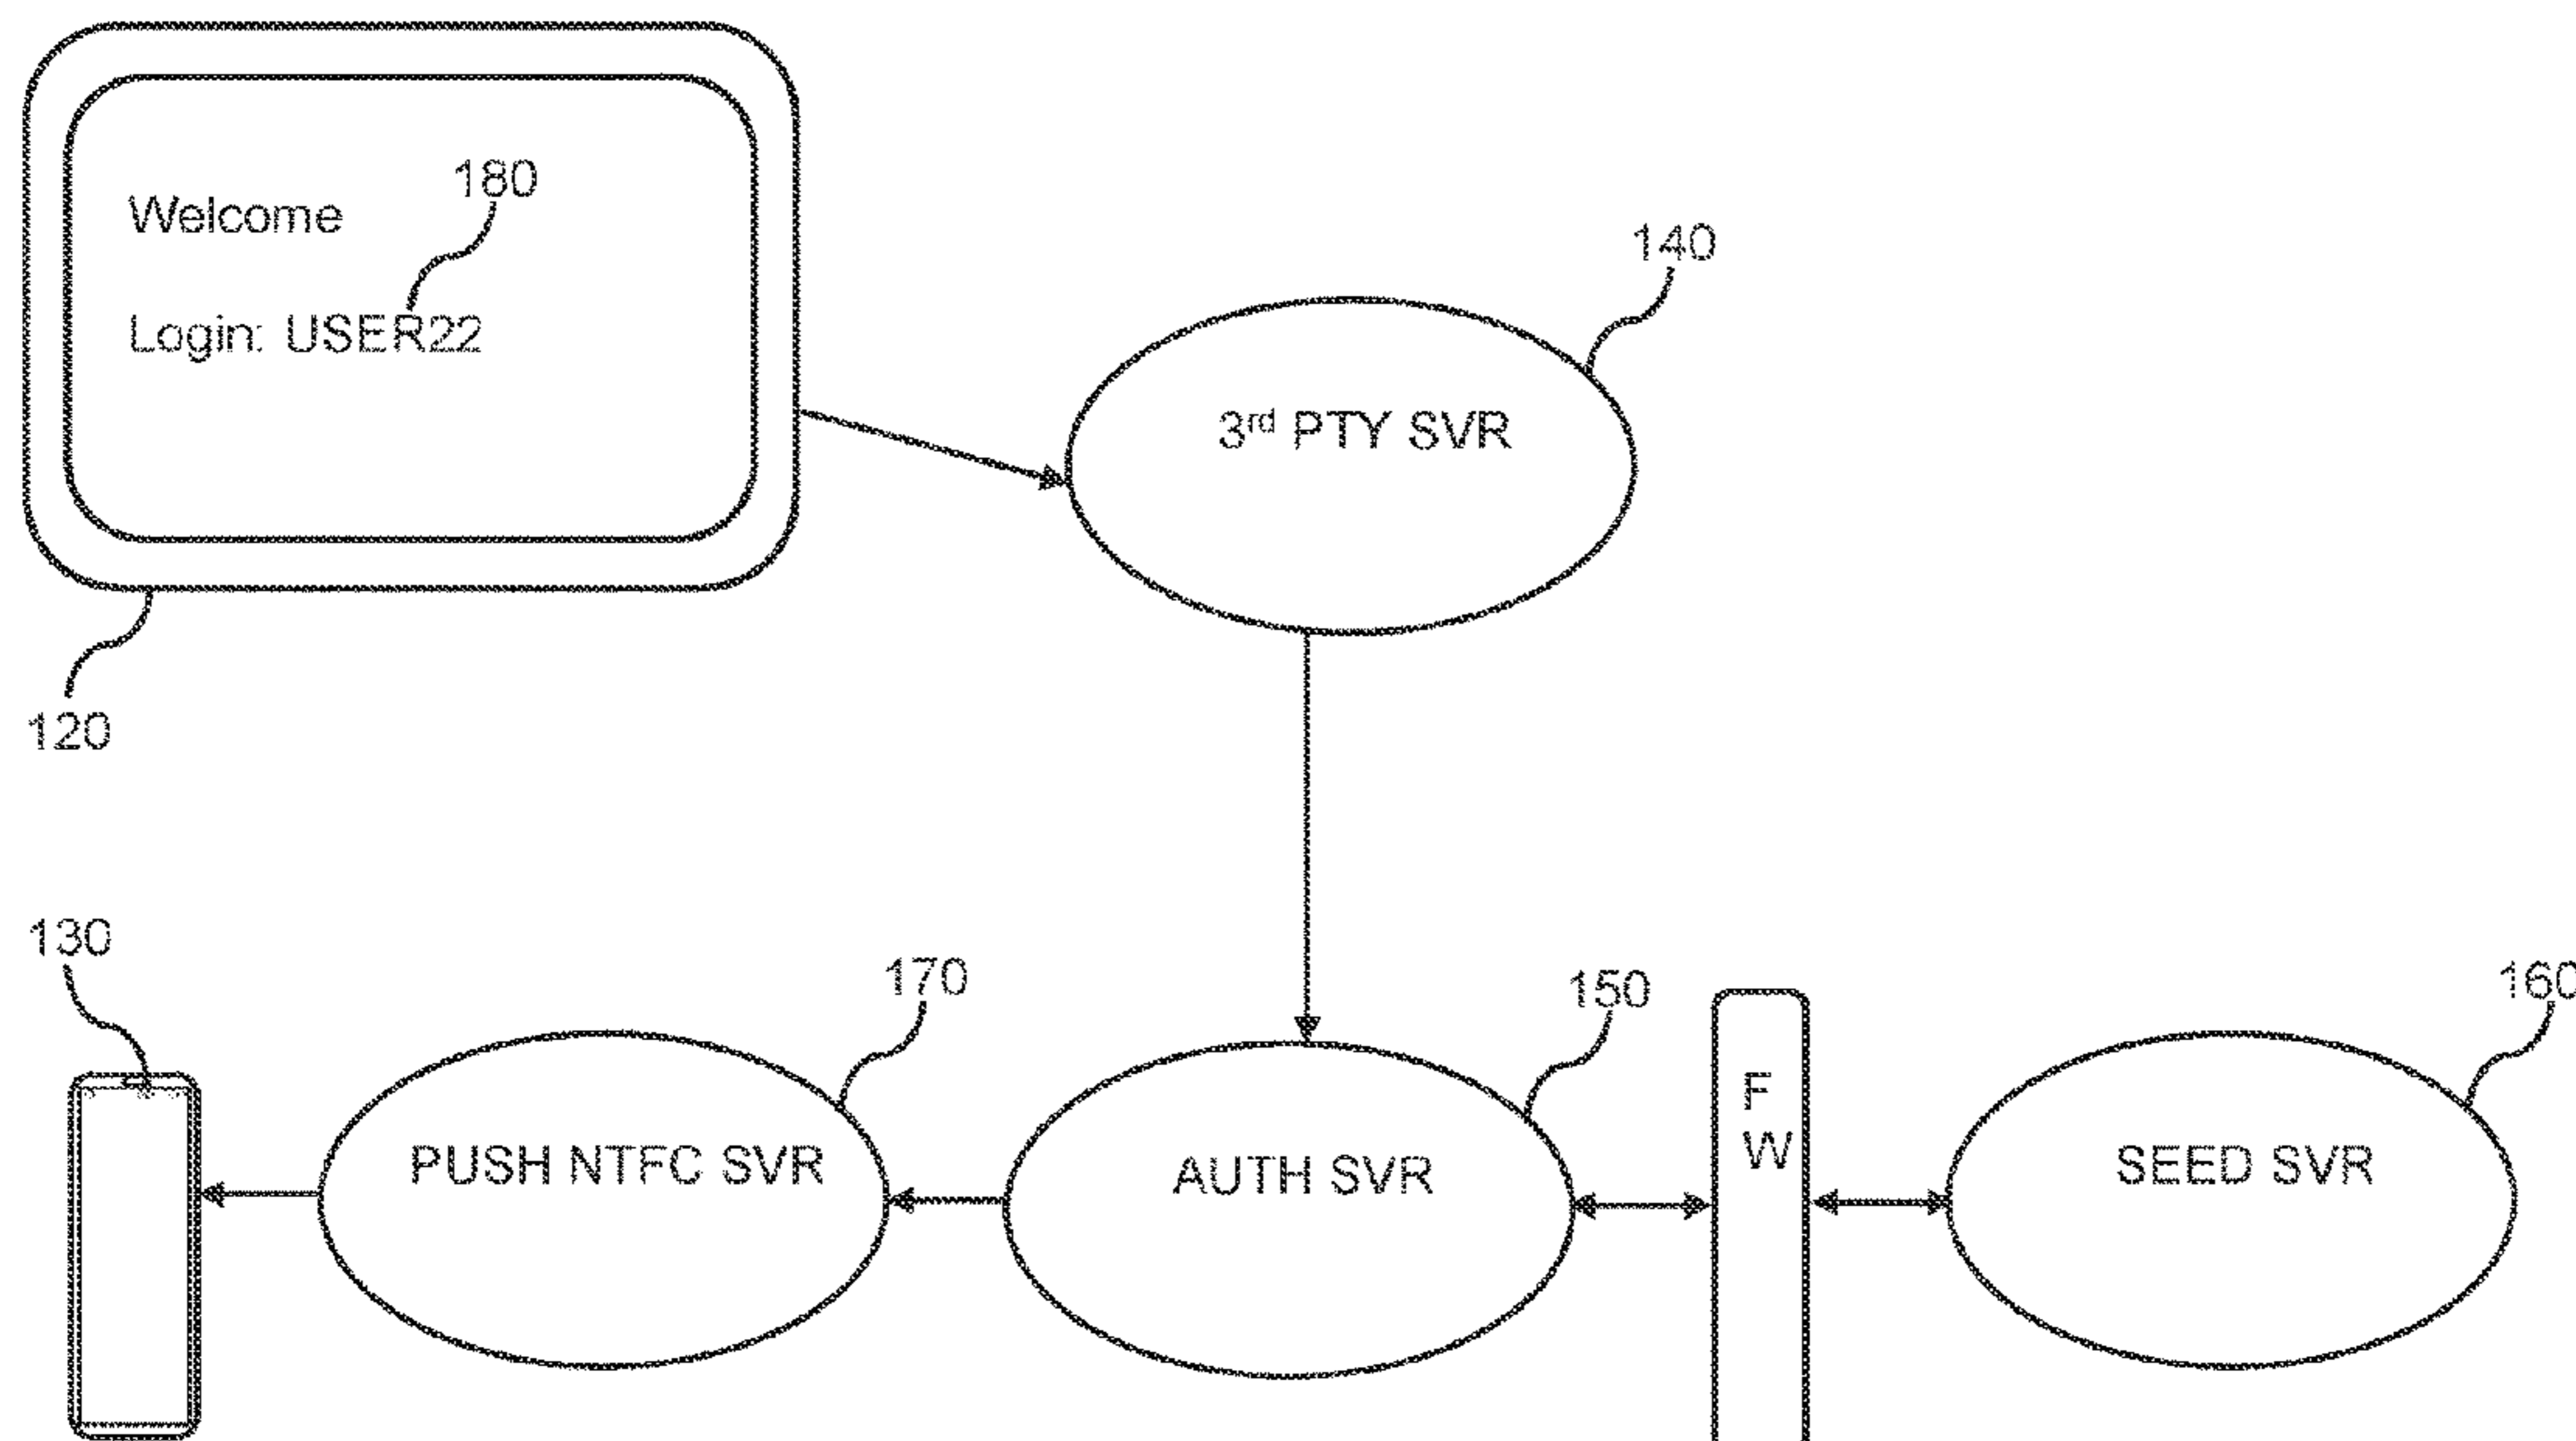 180
Welcome
Login: USER22
140
3rd PTY SVR
120
130
170
150
160
F
W
PUSH NTFC SVR
AUTH SVR
SEED SVR